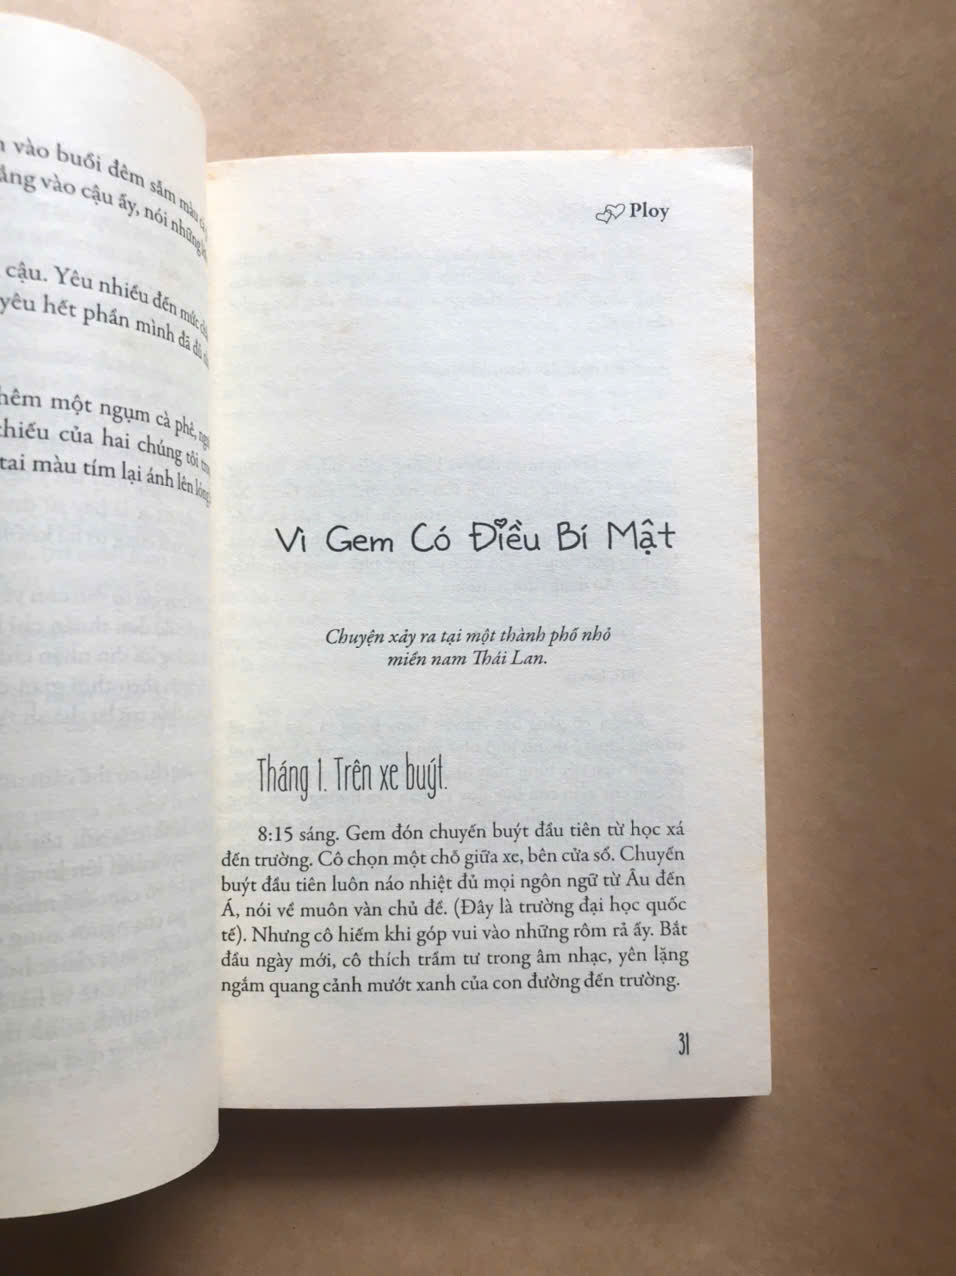 vào buổi đêm sẫm màu
vào cậu ấy, nói những
cậu. Yêu nhiều đến mức
yêu hết phần mình đã đủ
một ngụm cà phê,
của hai chúng tôi
tai màu tím lại ánh lên
Ploy
Vì Gem Có Điều Bí Mật
Chuyện xảy ra tại một thành phố nhỏ
miền nam Thái Lan.
Tháng 1. Trên xe buýt.
8:15 sáng. Gem đón chuyến buýt đầu tiên từ học xá
đến trường. Cô chọn một chỗ giữa xe, bên cửa sổ. Chuyến
buýt đầu tiên luôn náo nhiệt đủ mọi ngôn ngữ từ Âu đến
Á, nói về muôn vàn chủ đề. (Đây là trường đại học quốc
tế). Nhưng cô hiếm khi góp vui vào những rôm rả ấy. Bắt
đầu ngày mới, cô thích trầm tư trong âm nhạc, yên lặng
ngắm quang cảnh mướt xanh của con đường đến trường.
31